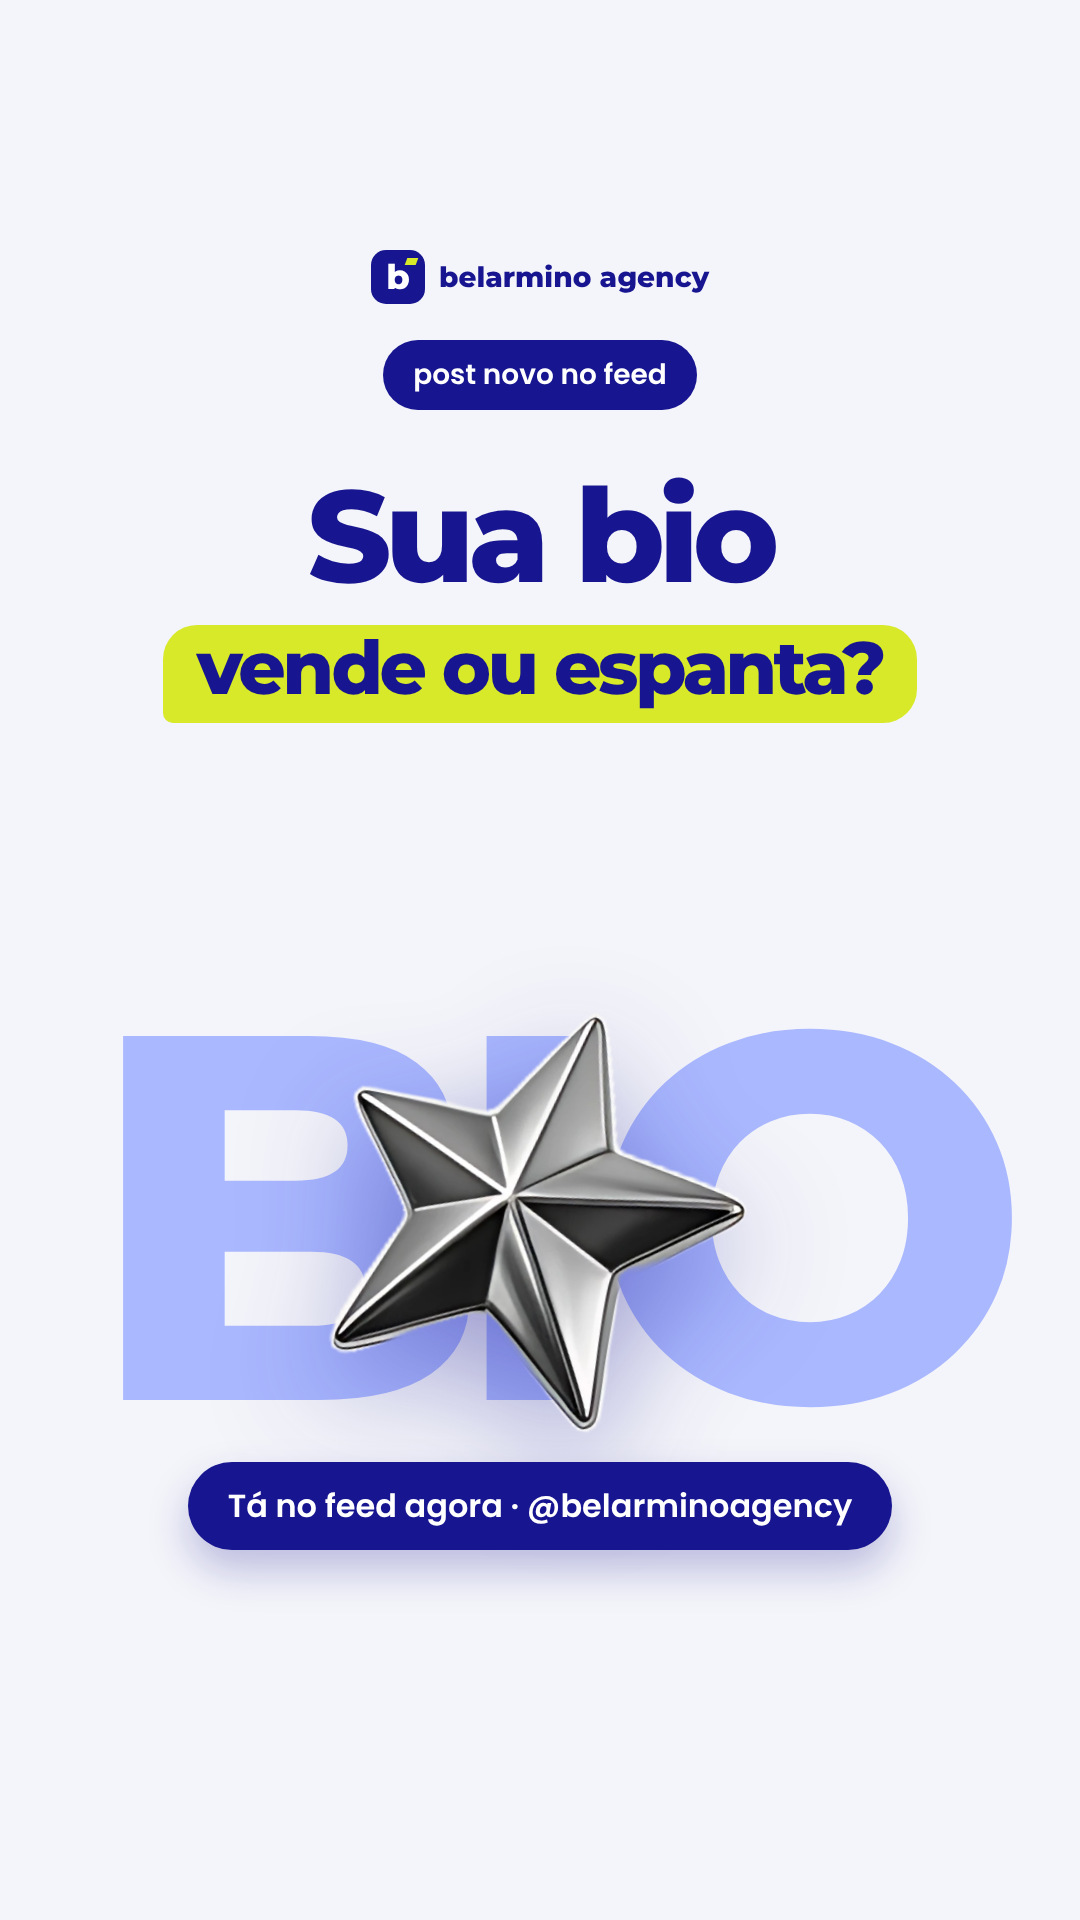 b
belarmino agency
post novo no feed
Sua bio
vende ou espanta?
BIO
Tá no feed agora · @belarminoagency